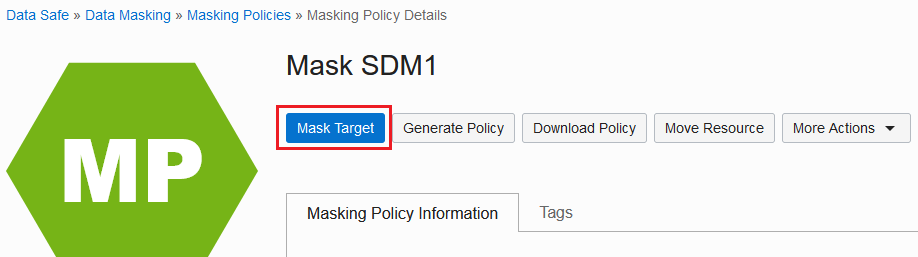 Data Safe » Data Masking » Masking Policies » Masking Policy Details
Mask SDM1
Mask Target Generate Policy Download Policy Move Resource More Actions
MP
Masking Policy Information Tags